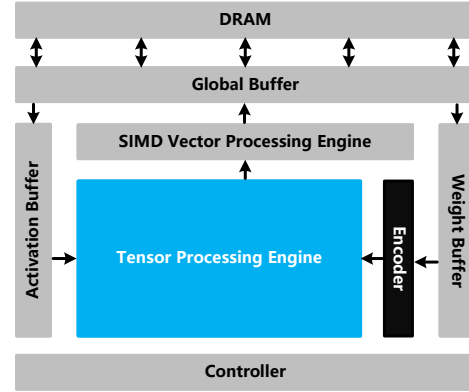 DRAM
Global Buffer
SIMD Vector Processing Engine
Activation Buffer
Tensor Processing Engine
Encoder
Weight Buffer
Controller